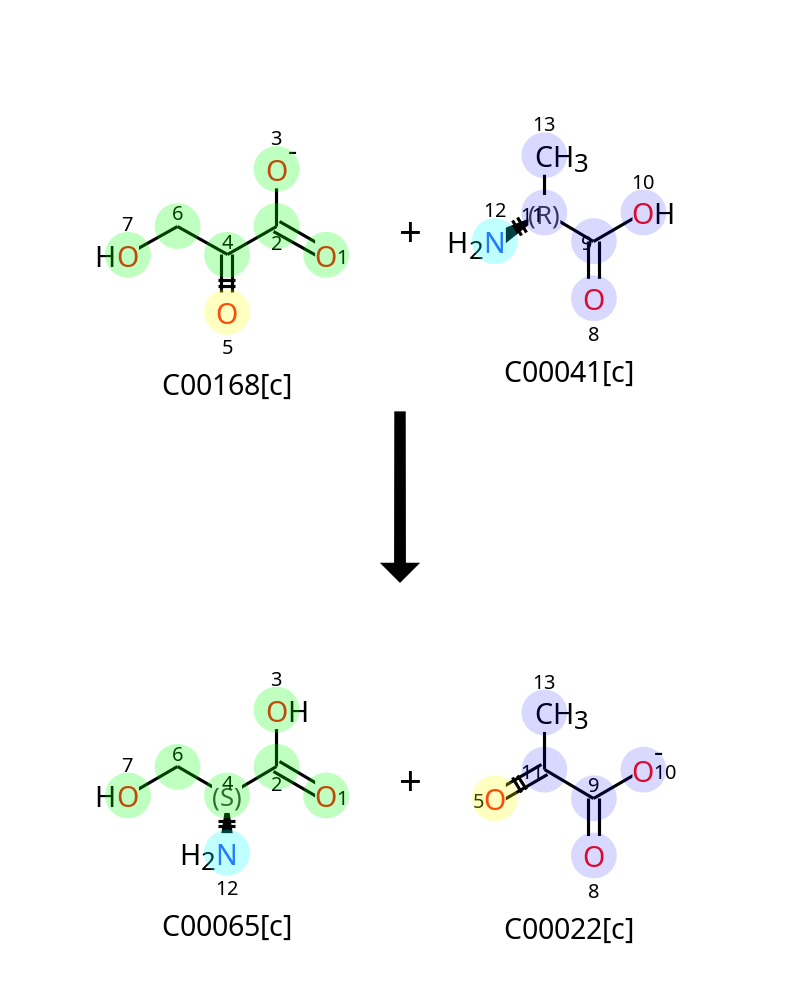 3
O-
7
6
4
2
HO
O1
O
5
C00168[c]
+
13
CH3
12
11
(R)
10
H2N
OH
9
O
8
C00041[c]
3
OH
7
6
4
(S)
2
HO
O1
H2N
12
C00065[c]
+
13
CH3
11
9
O-
10
5O
O
8
C00022[c]